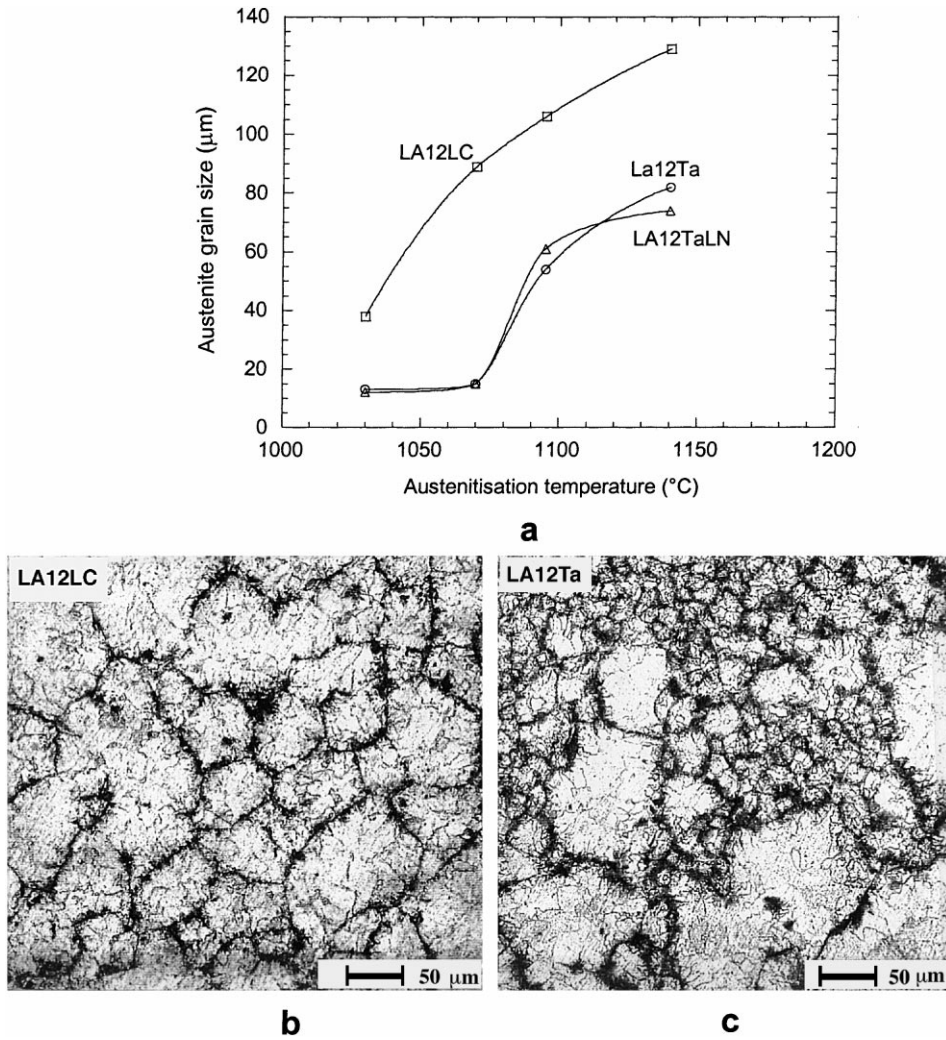 140
120
100
80
60
40
20
0
Austenite grain size (μm)
LA12LC
La12Ta
LA12TaLN
1000 1050 1100 1150 1200
Austenitisation temperature (°C)
a
LA12LC
50 μm
b
LA12Ta
50 μm
c